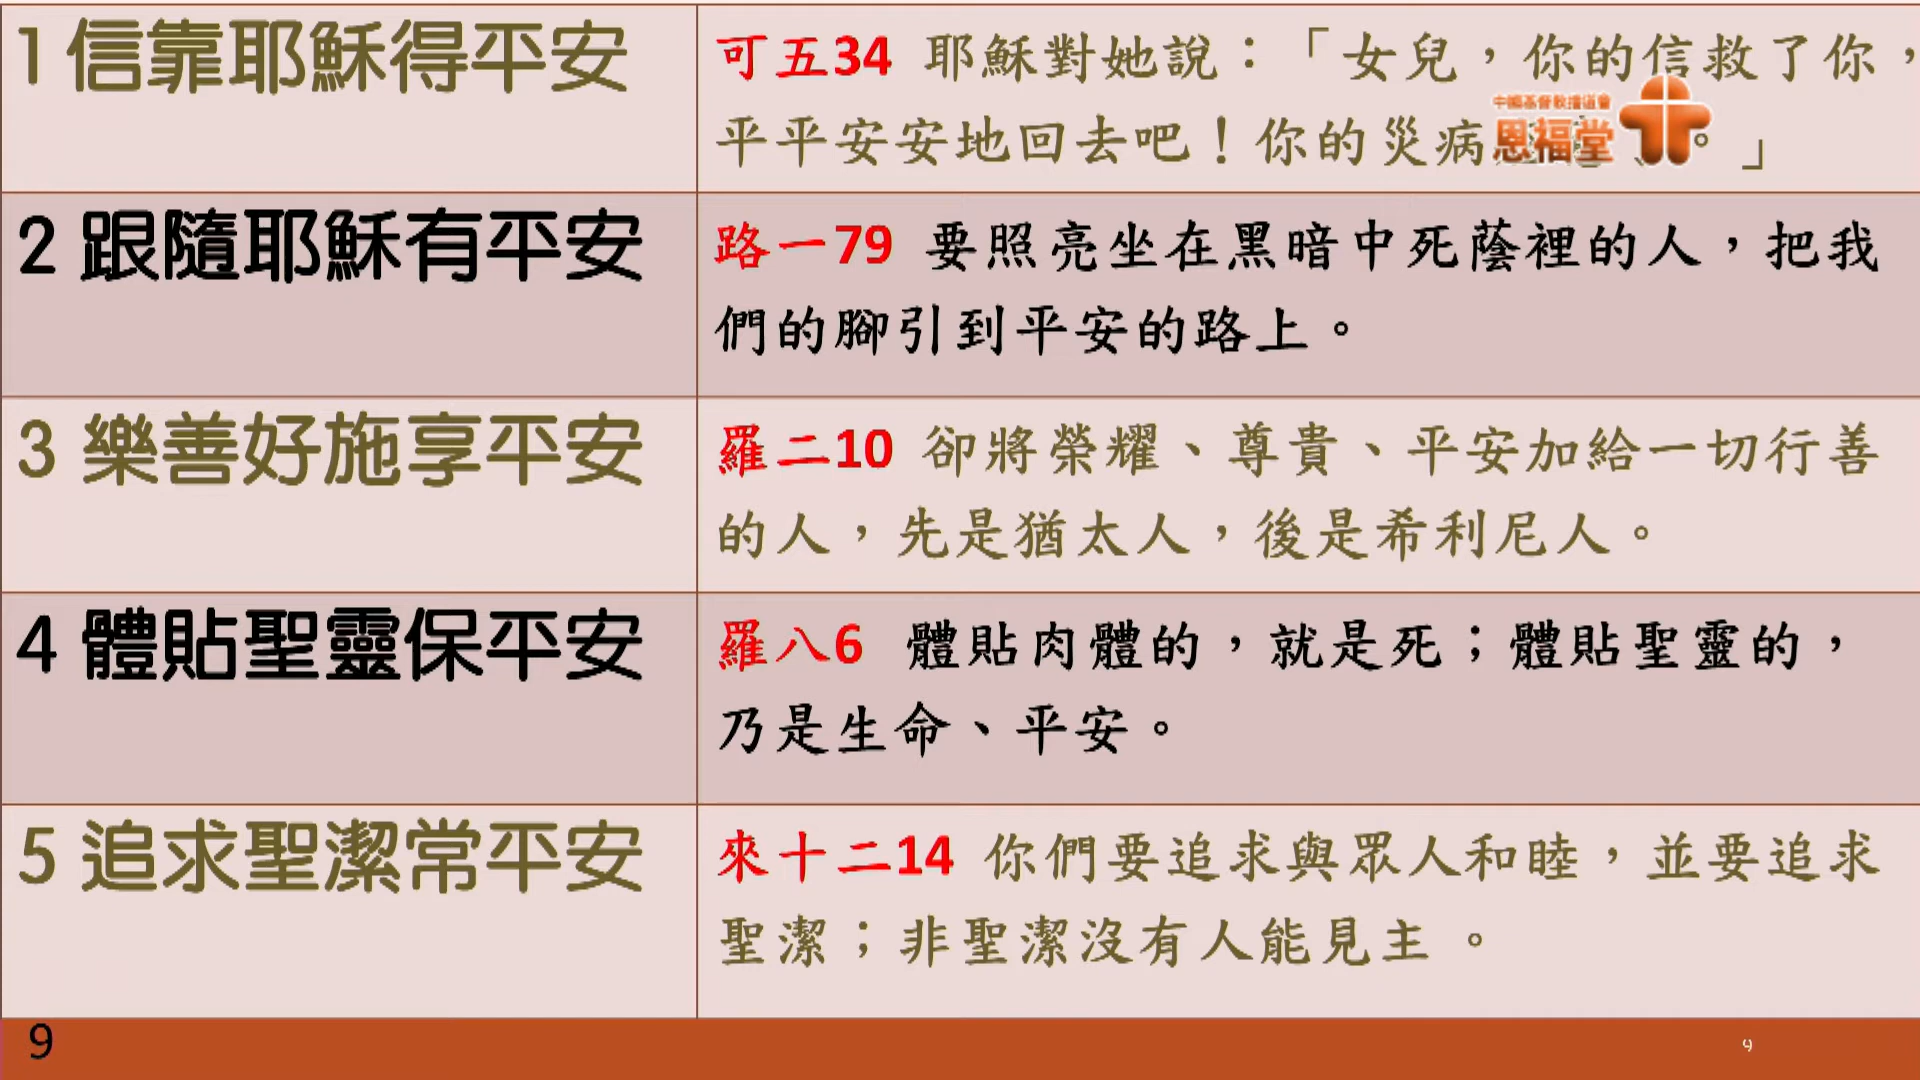 1信靠耶穌得平安
可五34 耶穌對她說：「女兒，你的信救了你，
平平安安地回去吧！你的災病
。」
中國基督教播道會
恩福堂
2 跟隨耶穌有平安
路一79 要照亮坐在黑暗中死蔭裡的人，把我
們的腳引到平安的路上。
3 樂善好施享平安
羅二10 卻將榮耀、尊貴、平安加給一切行善
的人，先是猶太人，後是希利尼人。
4 體貼聖靈保平安
羅八6 體貼肉體的，就是死；體貼聖靈的，
乃是生命、平安。
5 追求聖潔常平安
來十二14 你們要追求與眾人和睦，並要追求
聖潔；非聖潔沒有人能見主 。
9
9